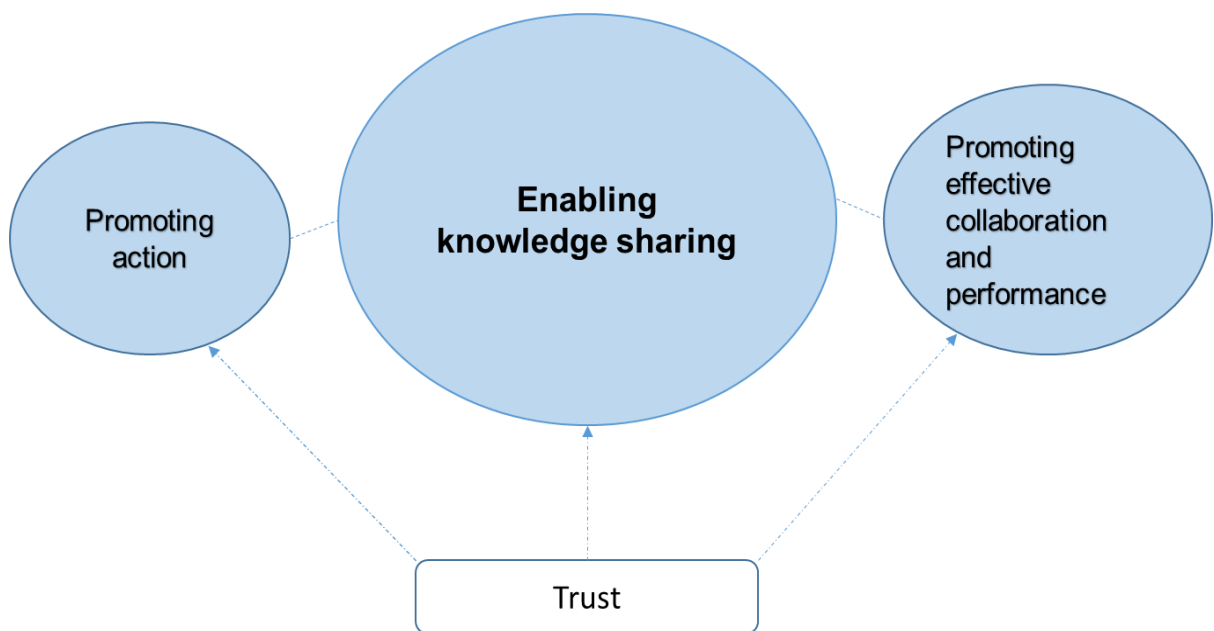 Promoting
action
Enabling
knowledge sharing
Promoting
effective
collaboration
and
performance
Trust